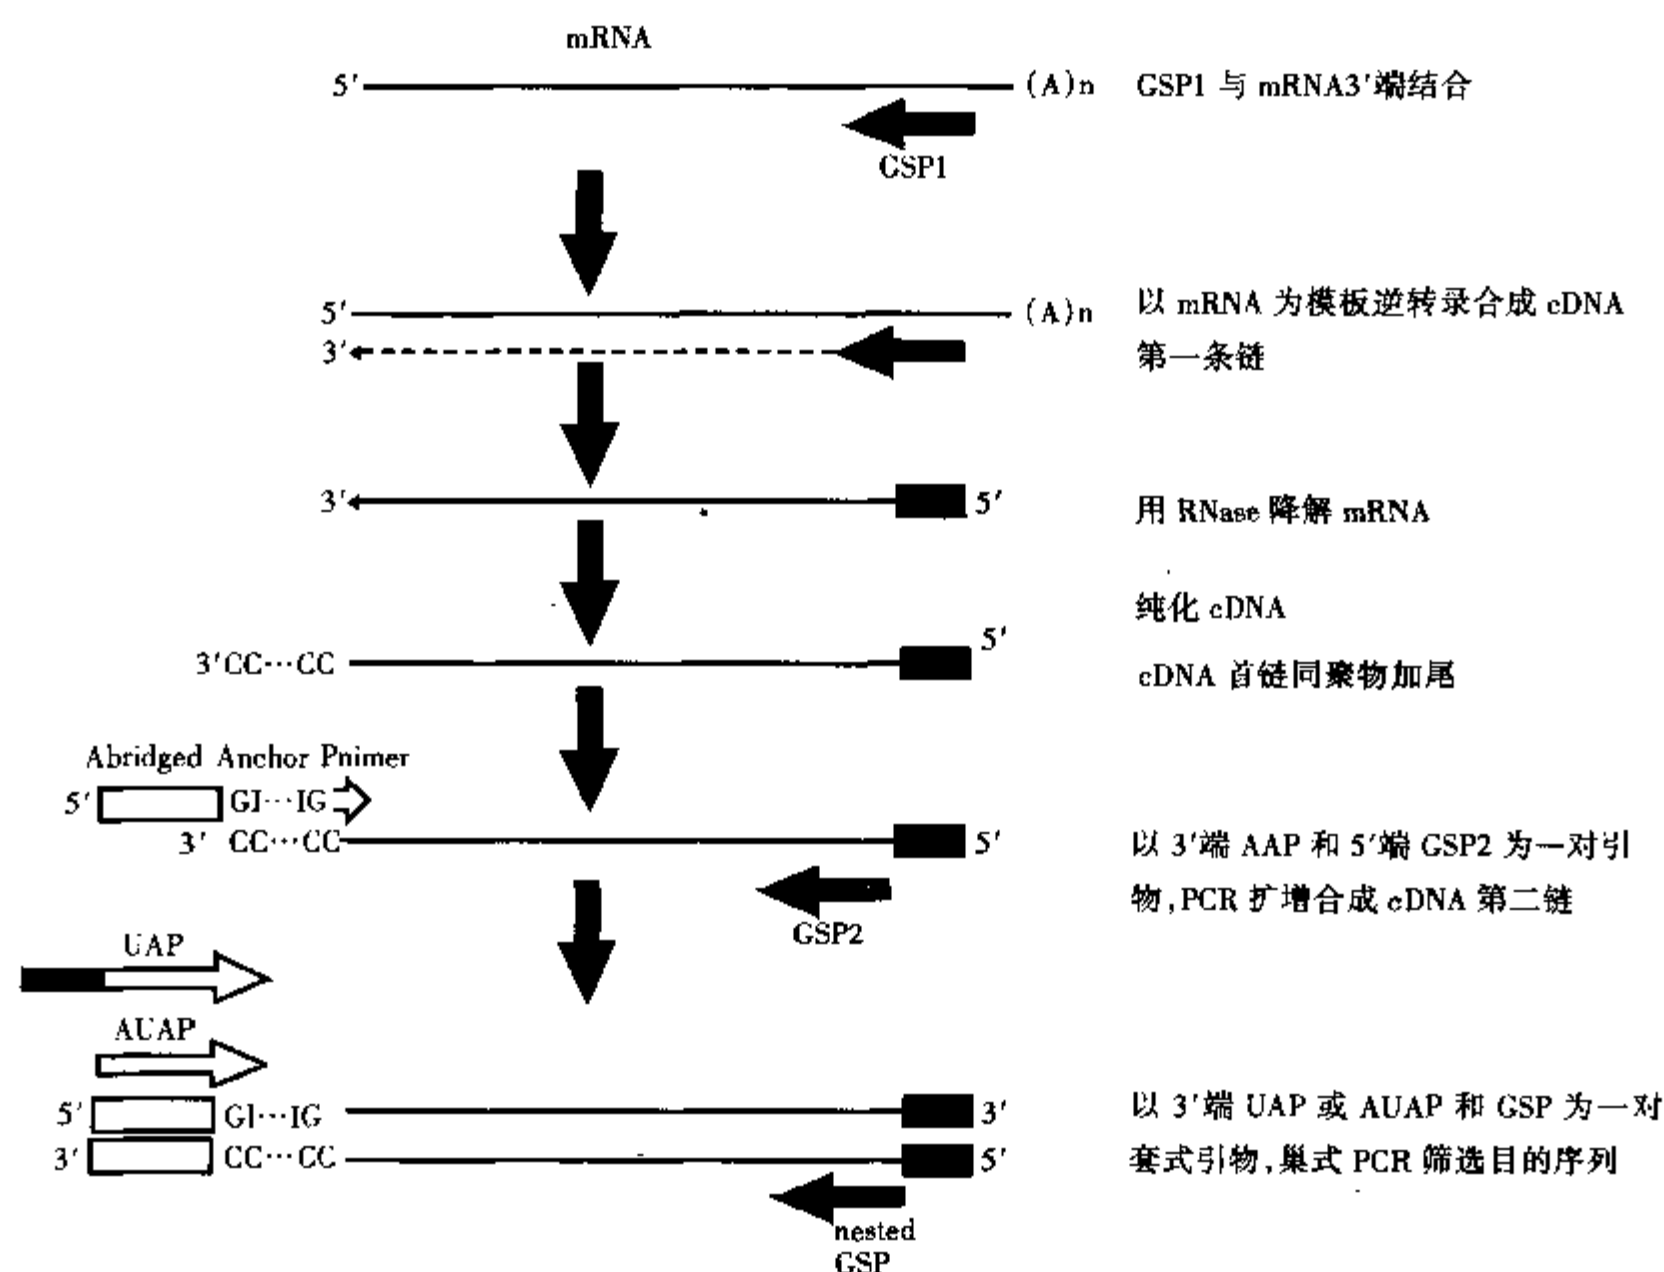 mRNA
5′ (A)n GSP1 与 mRNA3′端结合
GSP1
5′ (A)n 以 mRNA 为模板逆转录合成 cDNA
3′ 第一条链
3′ 5′ 用 RNase 降解 mRNA
纯化 cDNA
5′
3′CC···CC cDNA 首链同聚物加尾
Abridged Anchor Pnimer
5′ GI···IG
3′ CC···CC 5′ 以 3′端 AAP 和 5′端 GSP2 为一对引
物,PCR 扩增合成 cDNA 第二链
GSP2
UAP
AUAP
5′ GI···IG 3′ 以 3′端 UAP 或 AUAP 和 GSP 为一对
3′ CC···CC 5′ 套式引物,巢式 PCR 筛选目的序列
nested
GSP